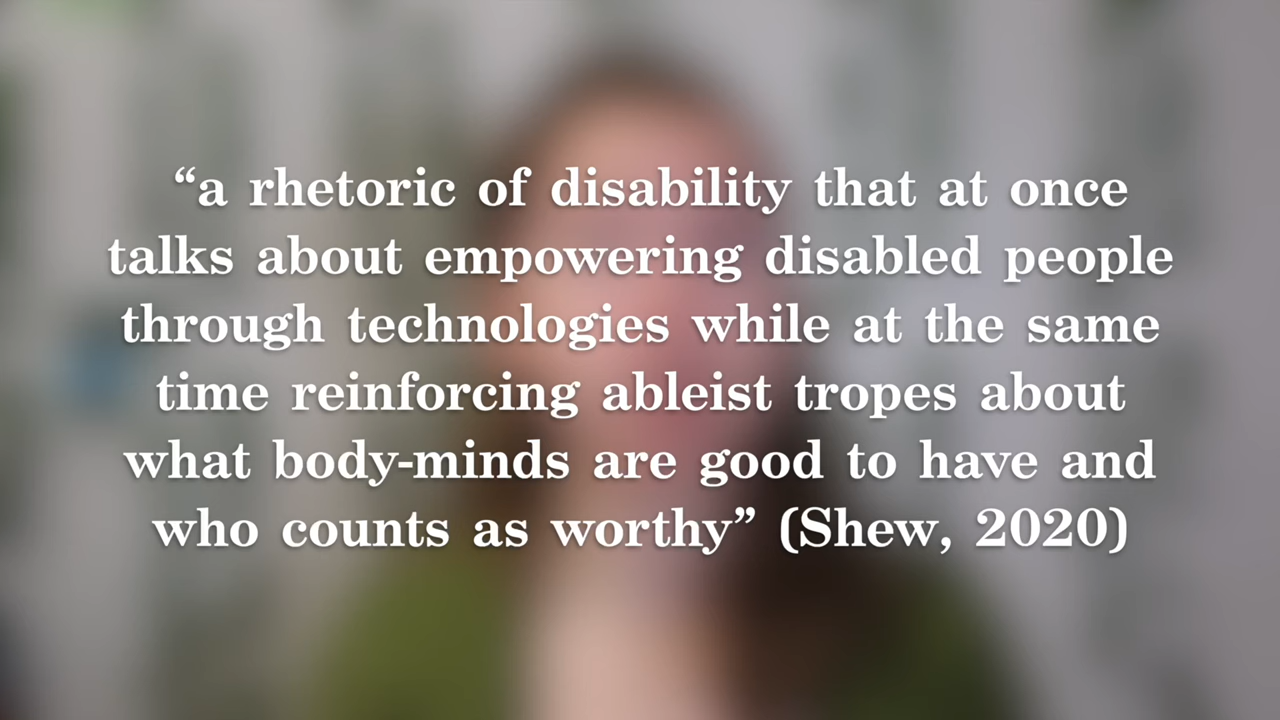 “a rhetoric of disability that at once
talks about empowering disabled people
through technologies while at the same
time reinforcing ableist tropes about
what body-minds are good to have and
who counts as worthy” (Shew, 2020)